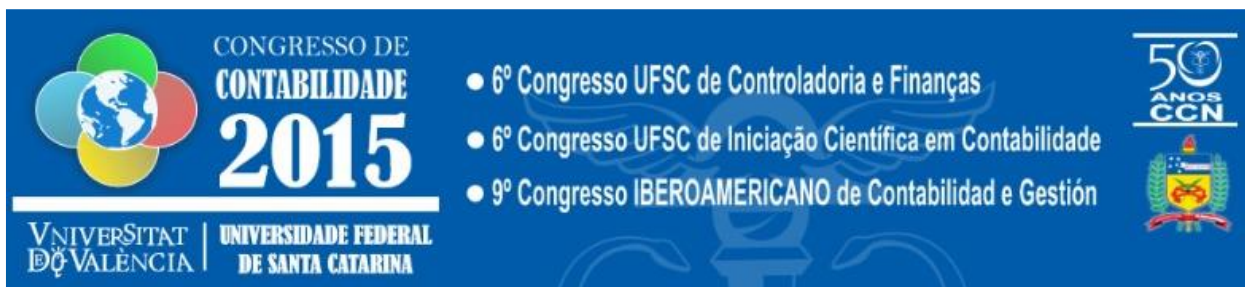 CONGRESSO DE
CONTABILIDADE
2015
VNIVERSITAT
DE VALÈNCIA
UNIVERSIDADE FEDERAL
DE SANTA CATARINA
● 6º Congresso UFSC de Controladoria e Finanças
● 6º Congresso UFSC de Iniciação Científica em Contabilidade
● 9º Congresso IBEROAMERICANO de Contabilidad e Gestión
50
ANOS
CCN